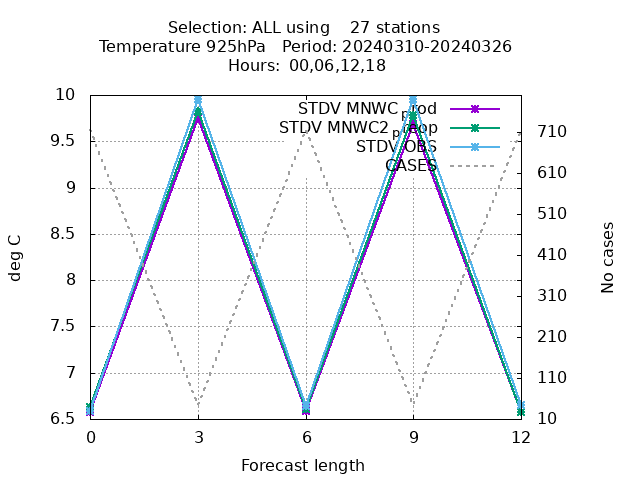 Selection: ALL using 27 stations
Temperature 925hPa Period: 20240310-20240326
Hours: 00,06,12,18
STDV MNWC prod
STDV MNWC2 preop
STDV OBS
CASES
10
9.5
9
8.5
8
7.5
7
6.5
deg C
710
610
510
410
310
210
110
10
No cases
0 3 6 9 12
Forecast length